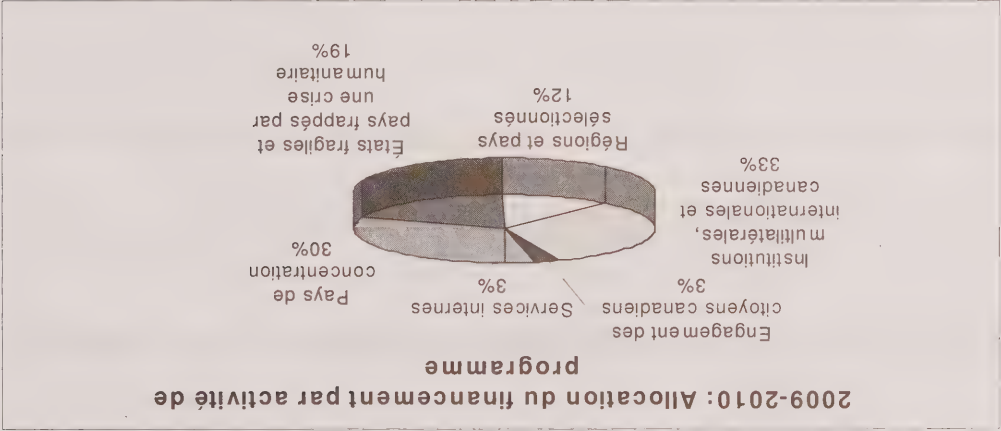 2009-2010: Allocation du financement par activité de
programme
Engagement des
citoyens canadiens
3%
Services internes
3%
Pays de
concentration
30%
Institutions
multilatérales,
internationales et
canadiennes
33%
Régions et pays
sélectionnés
12%
États fragiles et
pays frappés par
une crise
humanitaire
19%